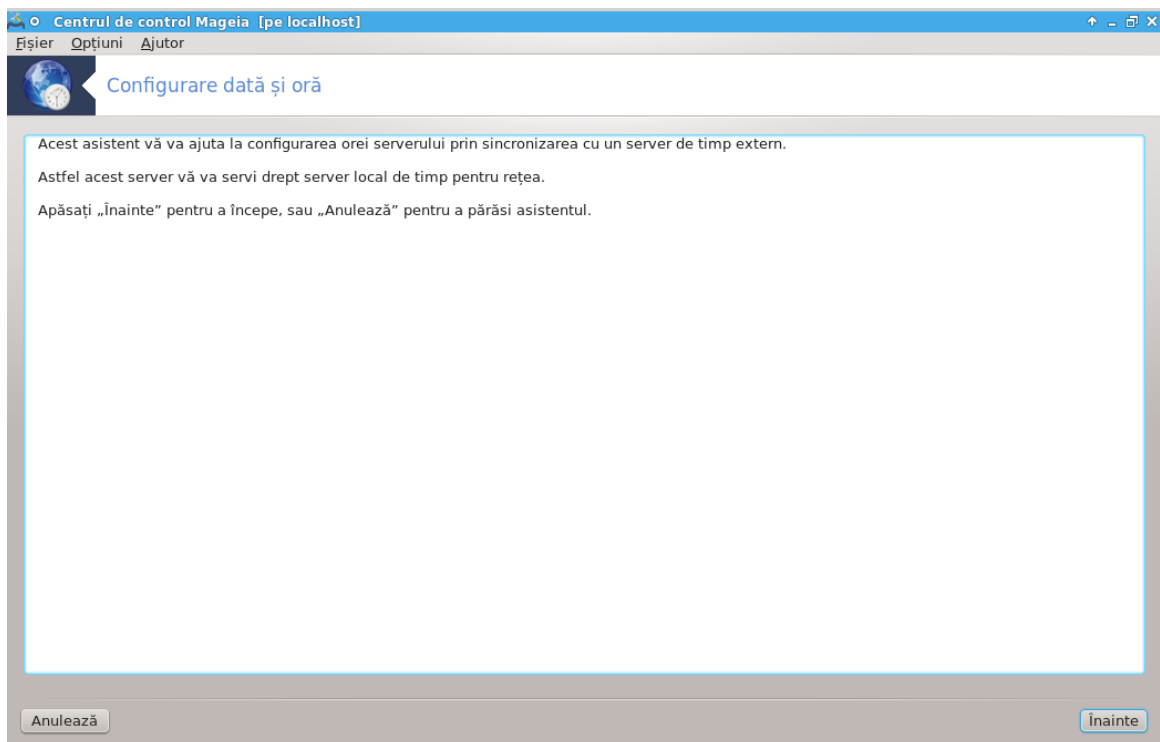 Centrul de control Mageia [pe localhost]
Fișier Opțiuni Ajutor
Configurare dată și oră
Acest asistent vă va ajuta la configurarea orei serverului prin sincronizarea cu un server de timp extern.
Astfel acest server vă va servi drept server local de timp pentru rețea.
Apăsați „Înainte” pentru a începe, sau „Anulează” pentru a părăsi asistentul.
Anulează Înainte